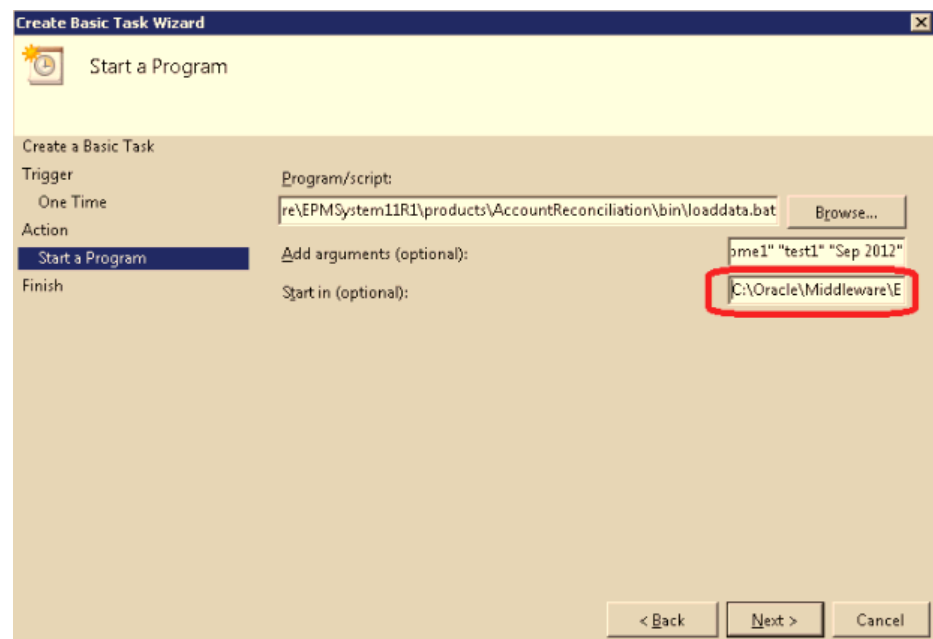 Create Basic Task Wizard
Start a Program
Create a Basic Task
Trigger
One Time
Action
Start a Program
Finish
Program/script:
re\EPMSystem11R1\products\AccountReconciliation\bin\loaddata.bat
Browse...
Add arguments (optional):
ome1" "test1" "Sep 2012"
Start in (optional):
C:\Oracle\Middleware\E
< Back
Next >
Cancel